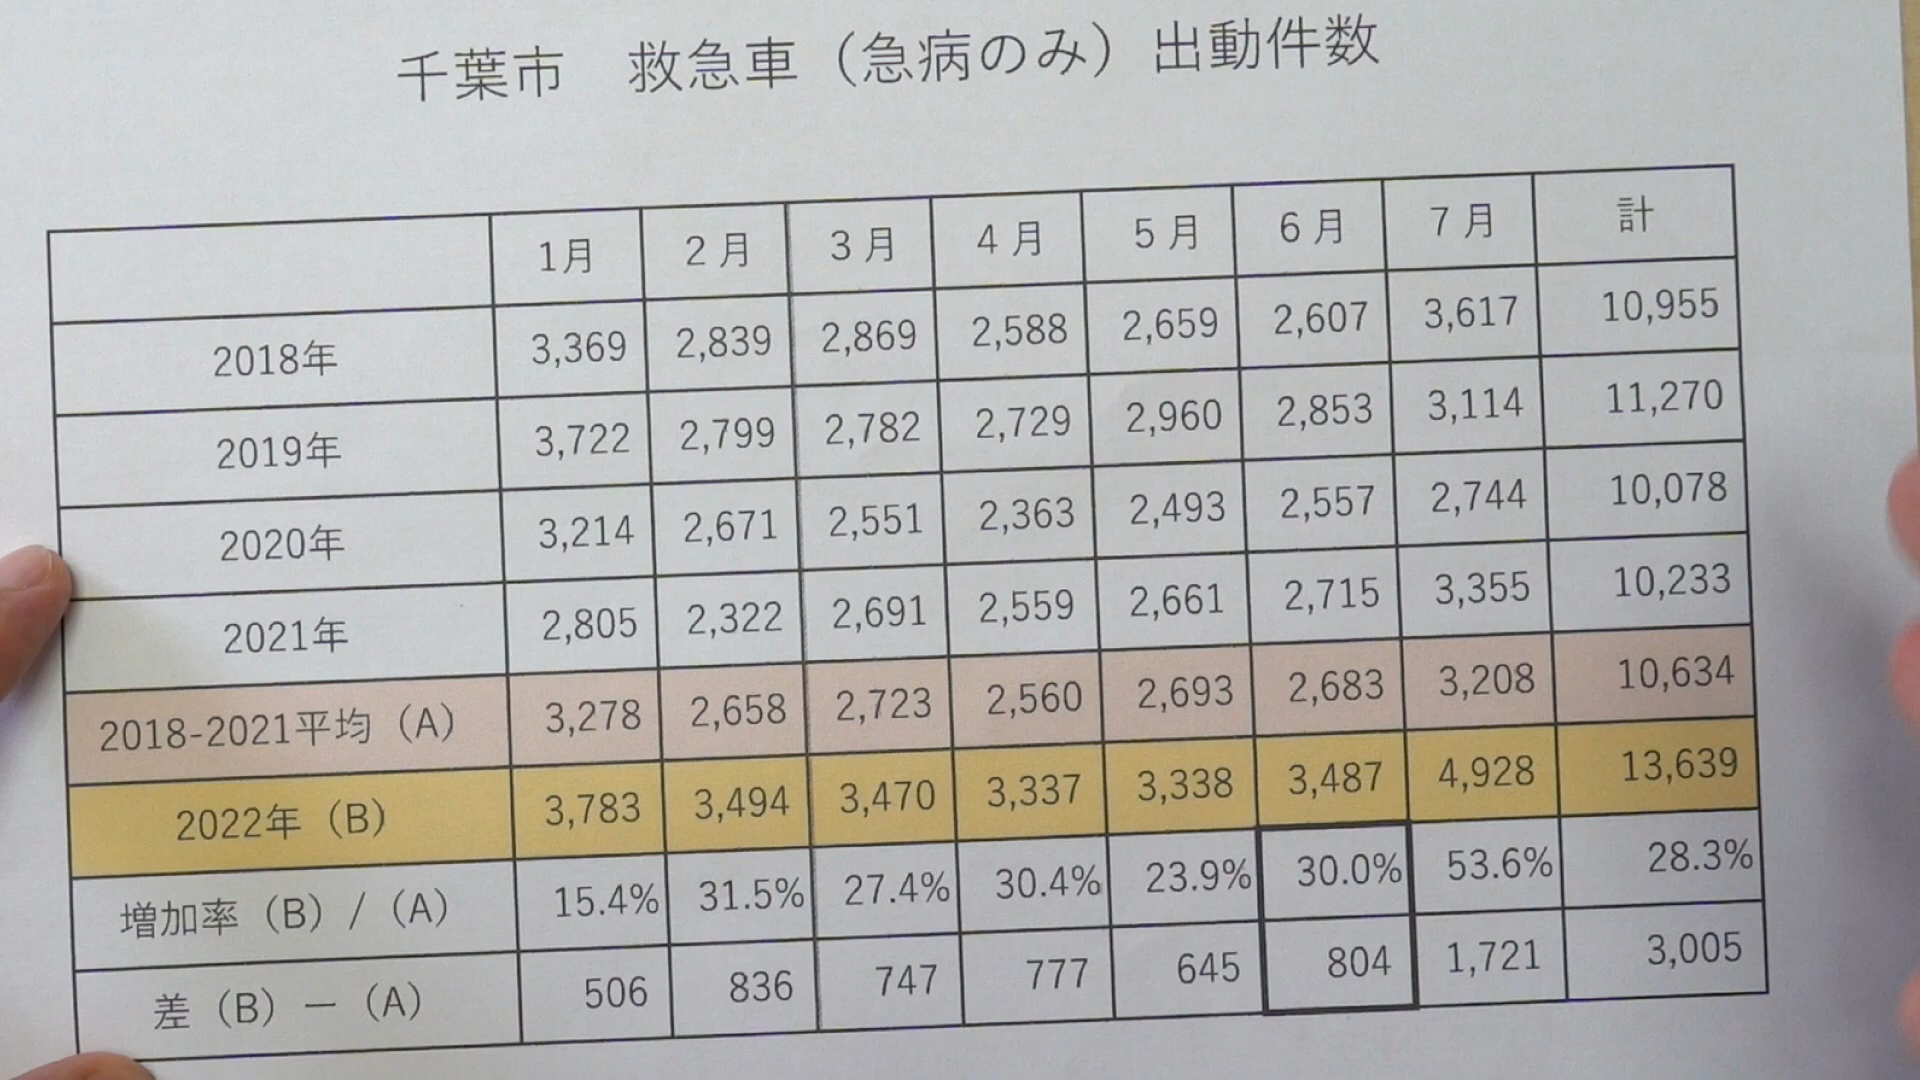 千葉市　救急車（急病のみ）出動件数
1月 2月 3月 4月 5月 6月 7月 計
2018年 3,369 2,839 2,869 2,588 2,659 2,607 3,617 10,955
2019年 3,722 2,799 2,782 2,729 2,960 2,853 3,114 11,270
2020年 3,214 2,671 2,551 2,363 2,493 2,557 2,744 10,078
2021年 2,805 2,322 2,691 2,559 2,661 2,715 3,355 10,233
2018-2021平均（A） 3,278 2,658 2,723 2,560 2,693 2,683 3,208 10,634
2022年（B） 3,783 3,494 3,470 3,337 3,338 3,487 4,928 13,639
増加率（B）/（A） 15.4% 31.5% 27.4% 30.4% 23.9% 30.0% 53.6% 28.3%
差（B）－（A） 506 836 747 777 645 804 1,721 3,005